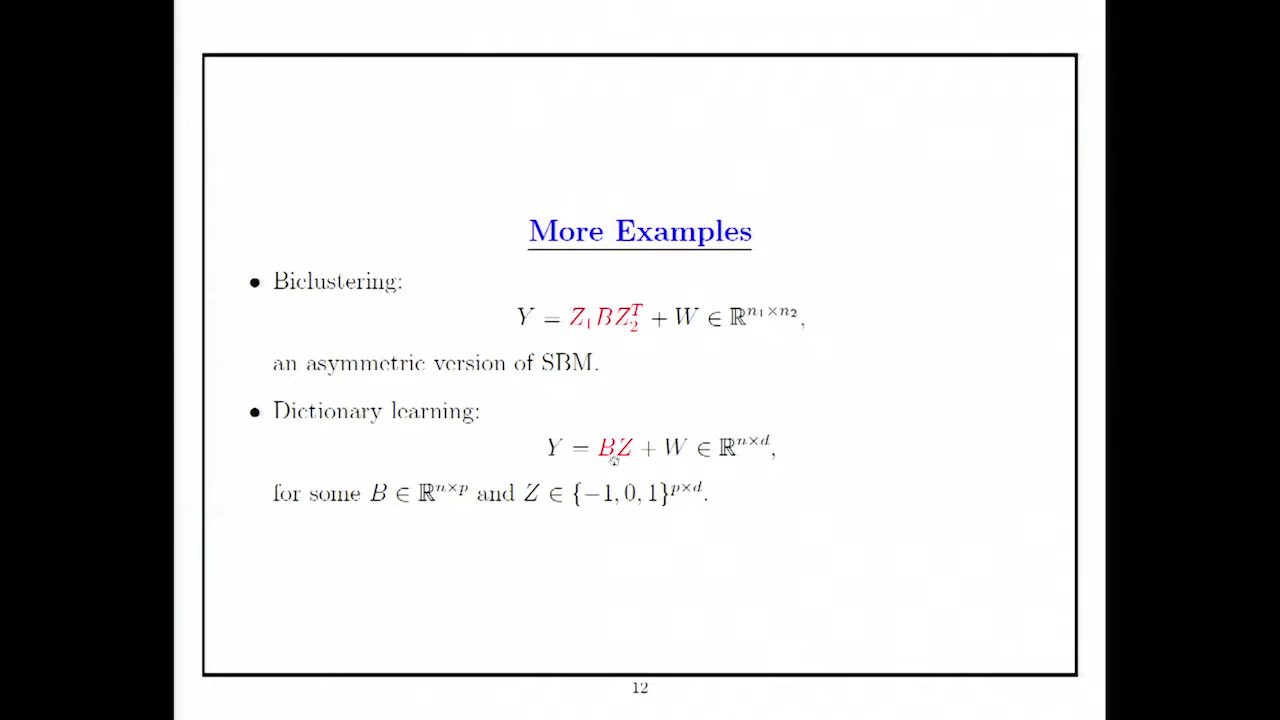 More Examples
• Biclustering:
Y = Z₁BZ₂ᵀ + W ∈ ℝ^{n₁×n₂},
an asymmetric version of SBM.
• Dictionary learning:
Y = BZ + W ∈ ℝ^{n×d},
for some B ∈ ℝ^{n×p} and Z ∈ {−1, 0, 1}^{p×d}.
12